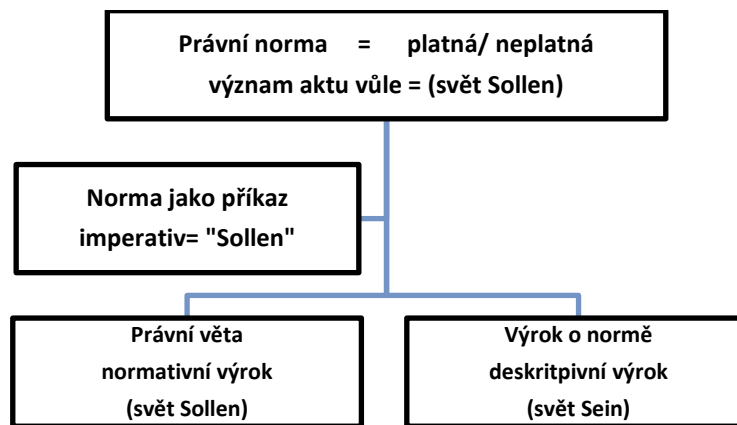 Právní norma = platná/ neplatná
význam aktu vůle = (svět Sollen)
Norma jako příkaz
imperativ= "Sollen"
Právní věta
normativní výrok
(svět Sollen)
Výrok o normě
deskritpivní výrok
(svět Sein)